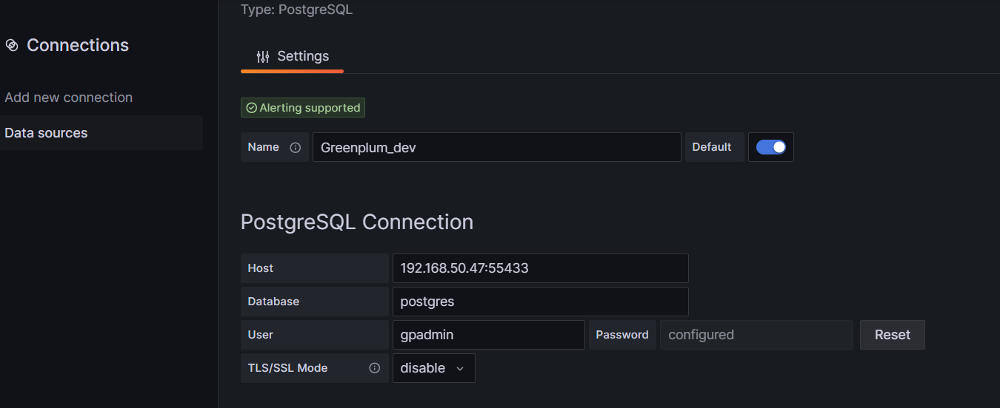 Type: PostgreSQL
Connections
Settings
Add new connection
Alerting supported
Data sources
Name Greenplum_dev Default
PostgreSQL Connection
Host 192.168.50.47:55433
Database postgres
User gpadmin Password configured Reset
TLS/SSL Mode disable